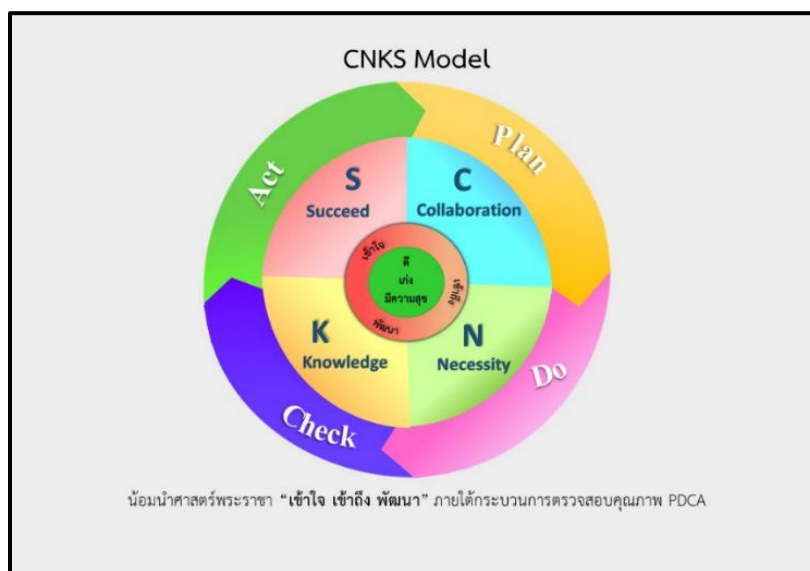 CNKS Model
Act
Plan
S
Succeed
C
Collaboration
เข้าใจ
ดี
เก่ง
มีความสุข
เข้าถึง
พัฒนา
K
Knowledge
N
Necessity
Check
Do
น้อมนำศาสตร์พระราชา “เข้าใจ เข้าถึง พัฒนา” ภายใต้กระบวนการตรวจสอบคุณภาพ PDCA